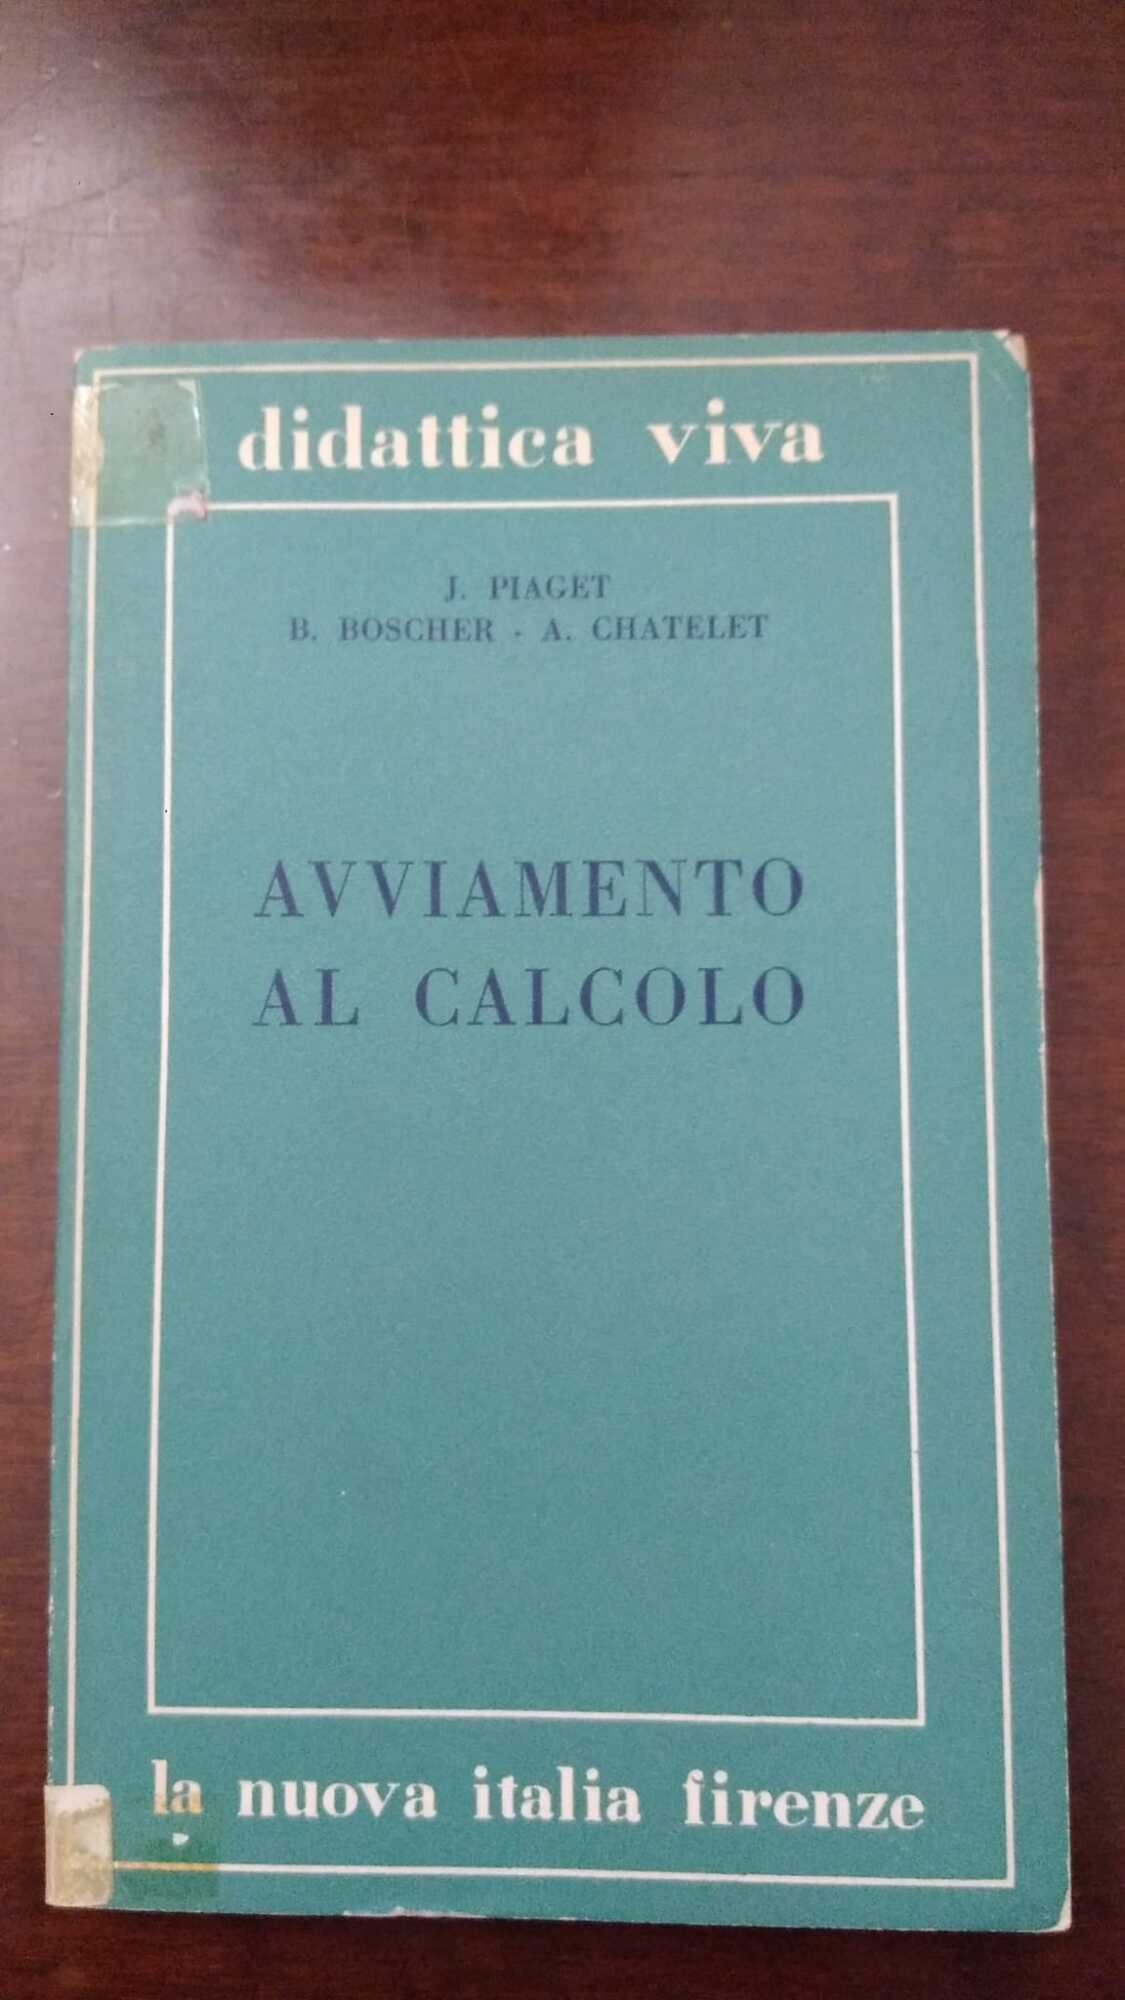 didattica viva
J. PIAGET
B. BOSCHER - A. CHATELET
AVVIAMENTO
AL CALCOLO
la nuova italia firenze